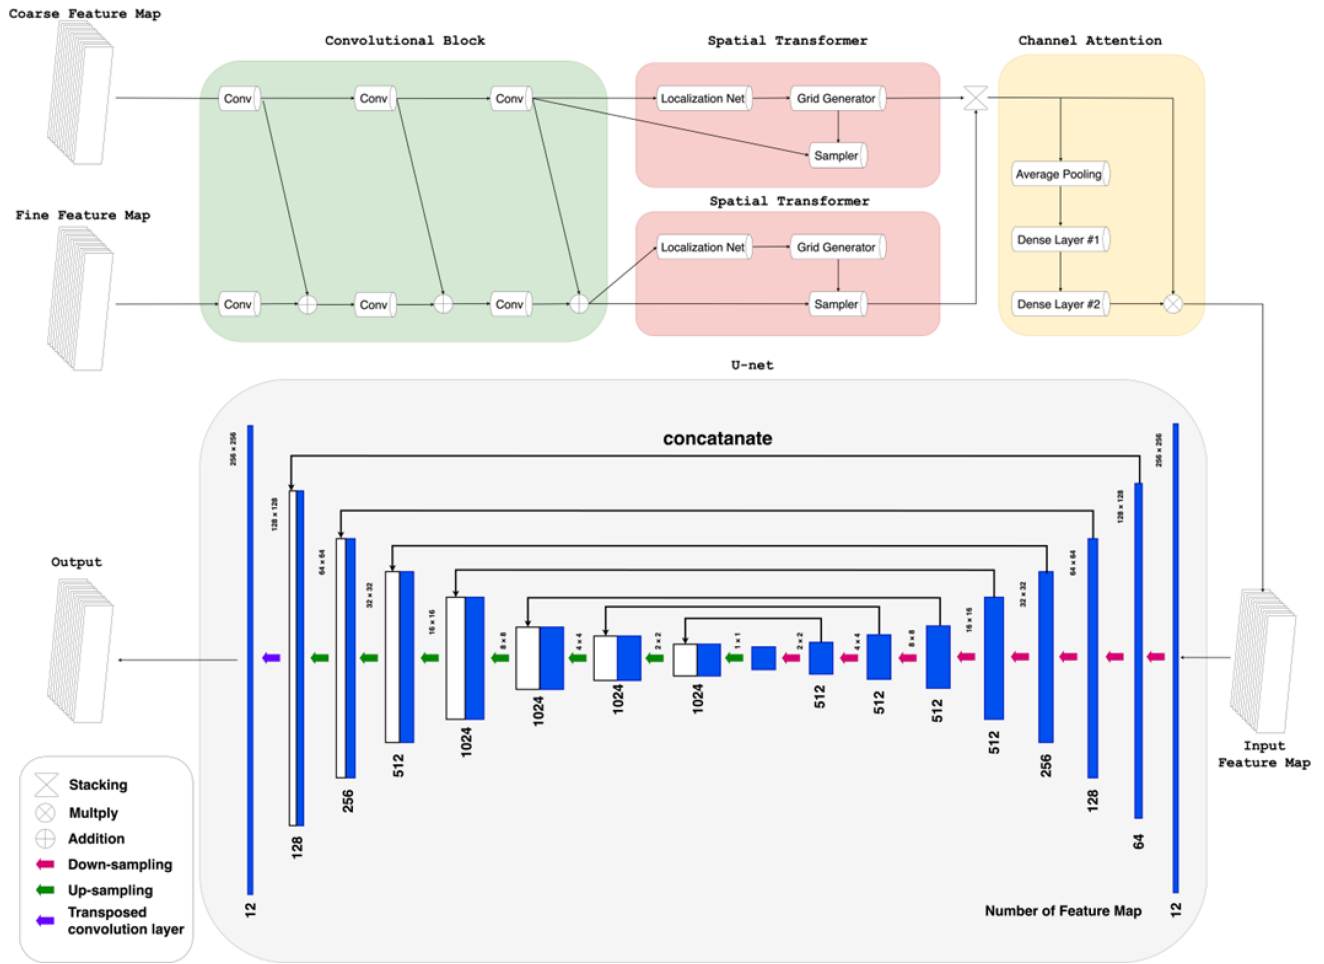 Coarse Feature Map
Convolutional Block
Spatial Transformer
Channel Attention
Conv
Conv
Conv
Localization Net
Grid Generator
Sampler
Average Pooling
Fine Feature Map
Spatial Transformer
Localization Net
Grid Generator
Dense Layer #1
Conv
Conv
Conv
Sampler
Dense Layer #2
U-net
concatanate
256 × 256
128 × 128
64 × 64
32 × 32
16 × 16
8 × 8
4 × 4
2 × 2
1 × 1
2 × 2
4 × 4
8 × 8
16 × 16
32 × 32
64 × 64
128 × 128
256 × 256
Output
12
128
256
512
1024
1024
1024
1024
512
512
512
512
256
128
64
12
Number of Feature Map
Input
Feature Map
Stacking
Multply
Addition
Down-sampling
Up-sampling
Transposed
convolution layer